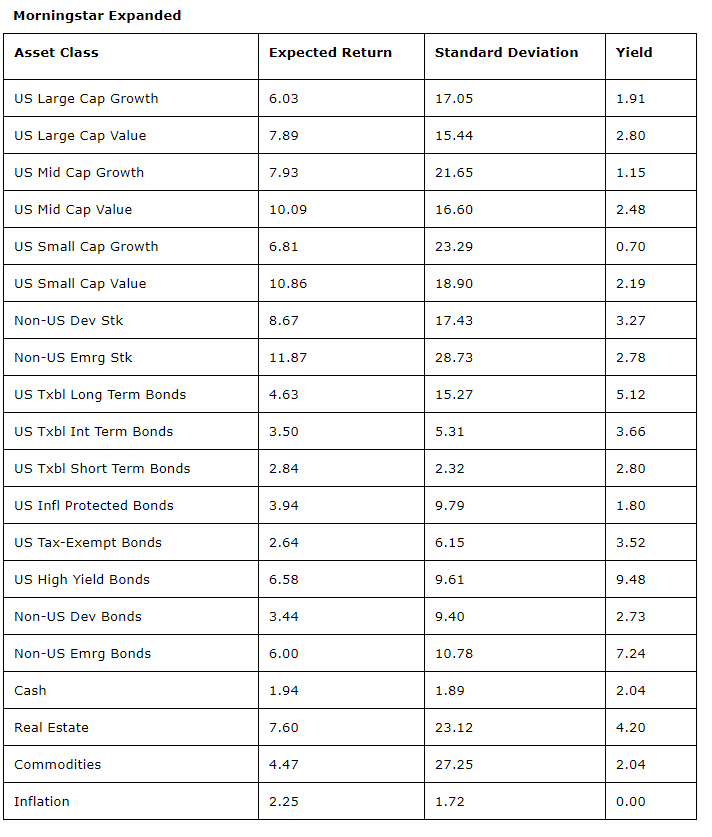 Morningstar Expanded
Asset Class Expected Return Standard Deviation Yield
US Large Cap Growth 6.03 17.05 1.91
US Large Cap Value 7.89 15.44 2.80
US Mid Cap Growth 7.93 21.65 1.15
US Mid Cap Value 10.09 16.60 2.48
US Small Cap Growth 6.81 23.29 0.70
US Small Cap Value 10.86 18.90 2.19
Non-US Dev Stk 8.67 17.43 3.27
Non-US Emrg Stk 11.87 28.73 2.78
US Txbl Long Term Bonds 4.63 15.27 5.12
US Txbl Int Term Bonds 3.50 5.31 3.66
US Txbl Short Term Bonds 2.84 2.32 2.80
US Infl Protected Bonds 3.94 9.79 1.80
US Tax-Exempt Bonds 2.64 6.15 3.52
US High Yield Bonds 6.58 9.61 9.48
Non-US Dev Bonds 3.44 9.40 2.73
Non-US Emrg Bonds 6.00 10.78 7.24
Cash 1.94 1.89 2.04
Real Estate 7.60 23.12 4.20
Commodities 4.47 27.25 2.04
Inflation 2.25 1.72 0.00